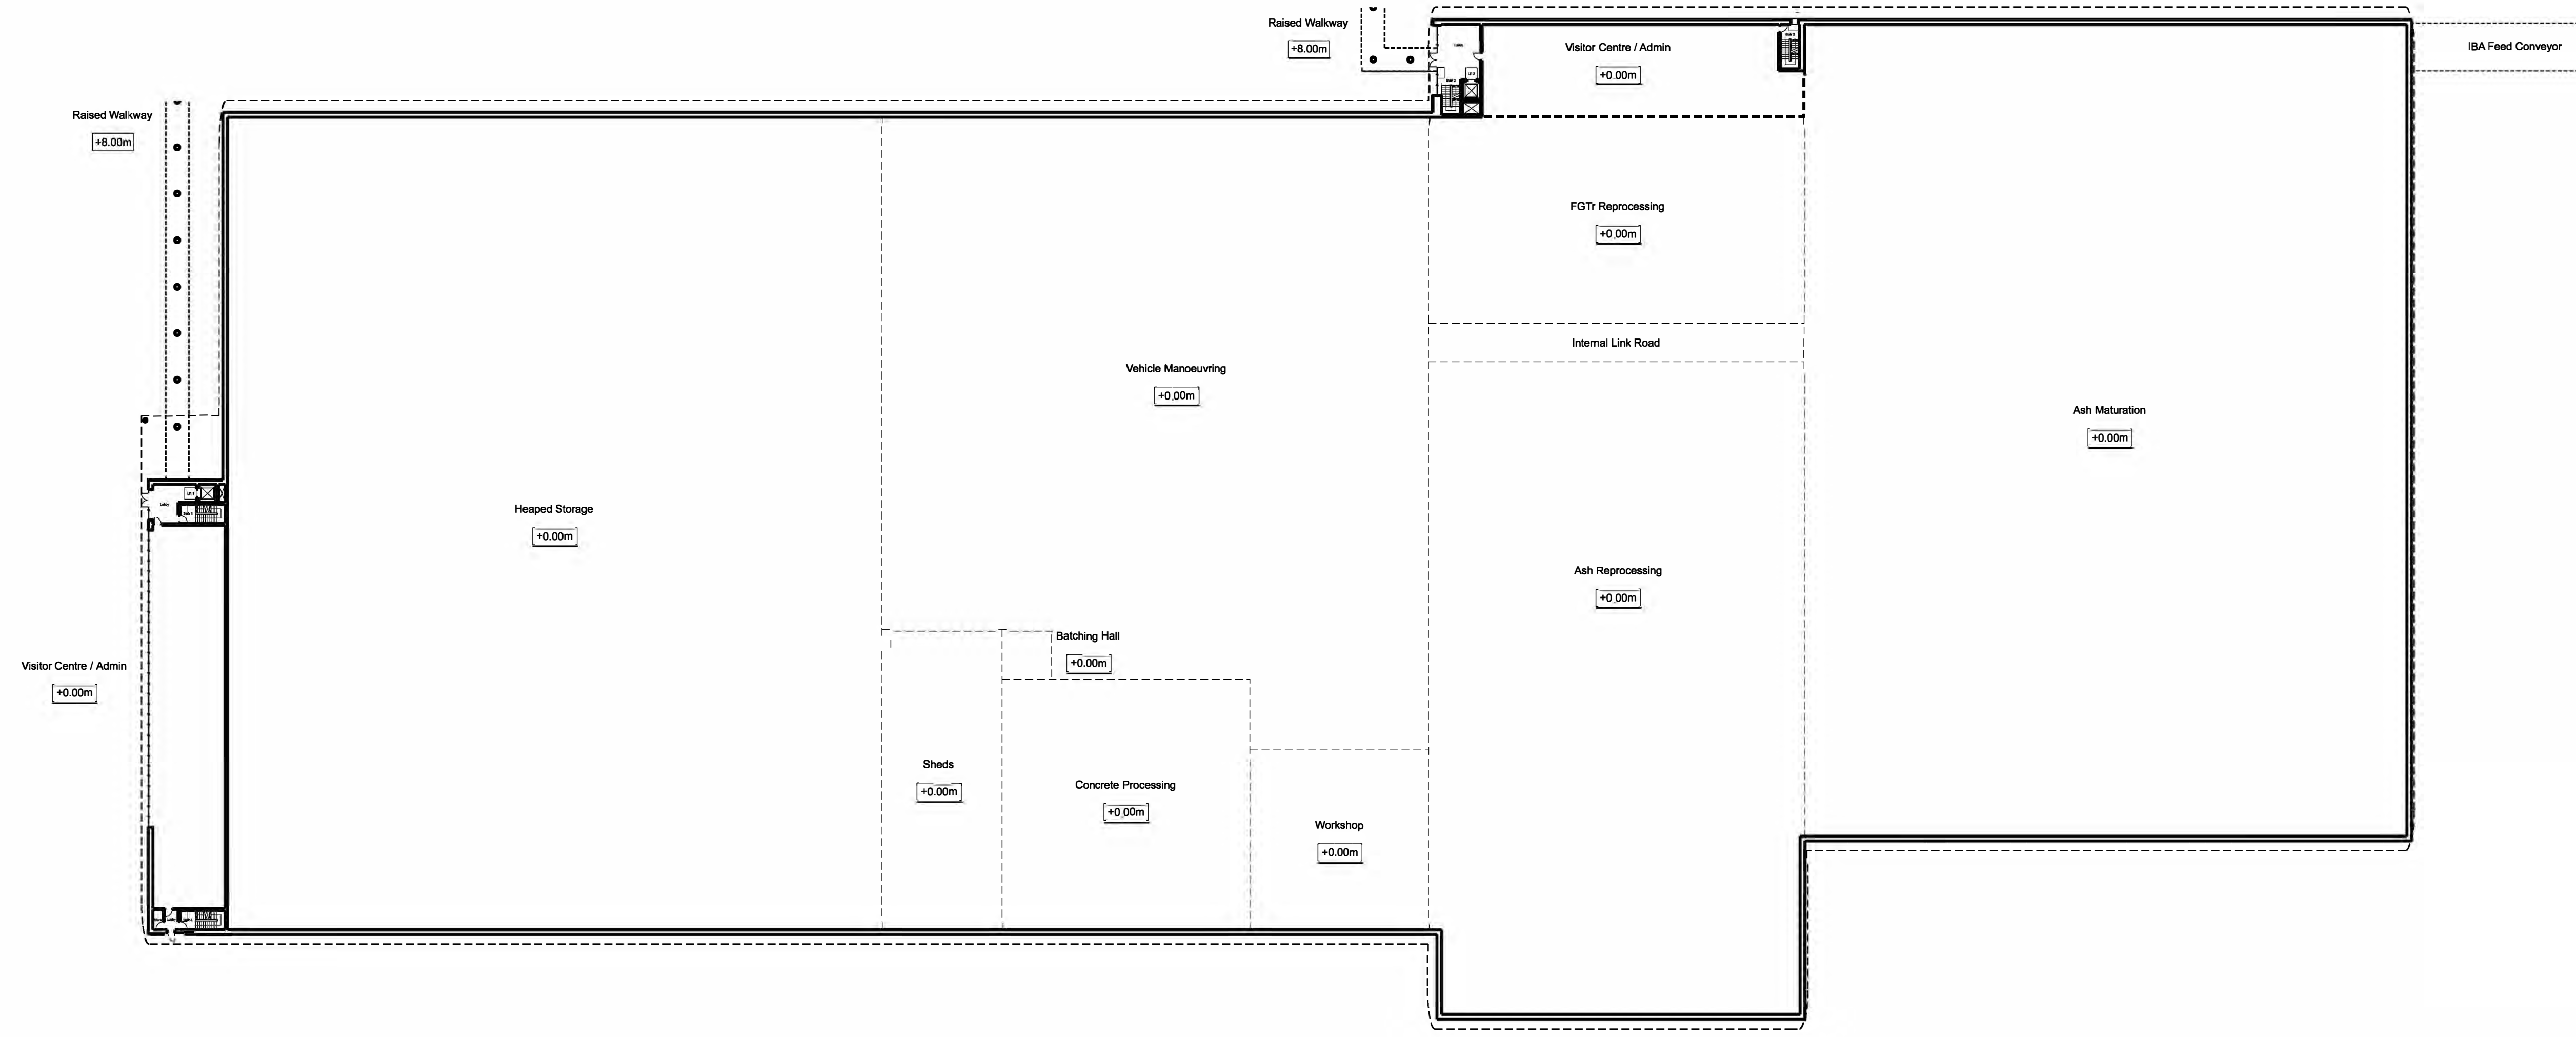 Raised Walkway
+8.00m
Visitor Centre / Admin
+0.00m
IBA Feed Conveyor
Lobby
Raised Walkway
+8.00m
FGTr Reprocessing
+0.00m
Internal Link Road
Vehicle Manoeuvring
+0.00m
Ash Maturation
+0.00m
Lobby
Heaped Storage
+0.00m
Ash Reprocessing
+0.00m
Batching Hall
+0.00m
Visitor Centre / Admin
+0.00m
Sheds
+0.00m
Concrete Processing
+0.00m
Workshop
+0.00m